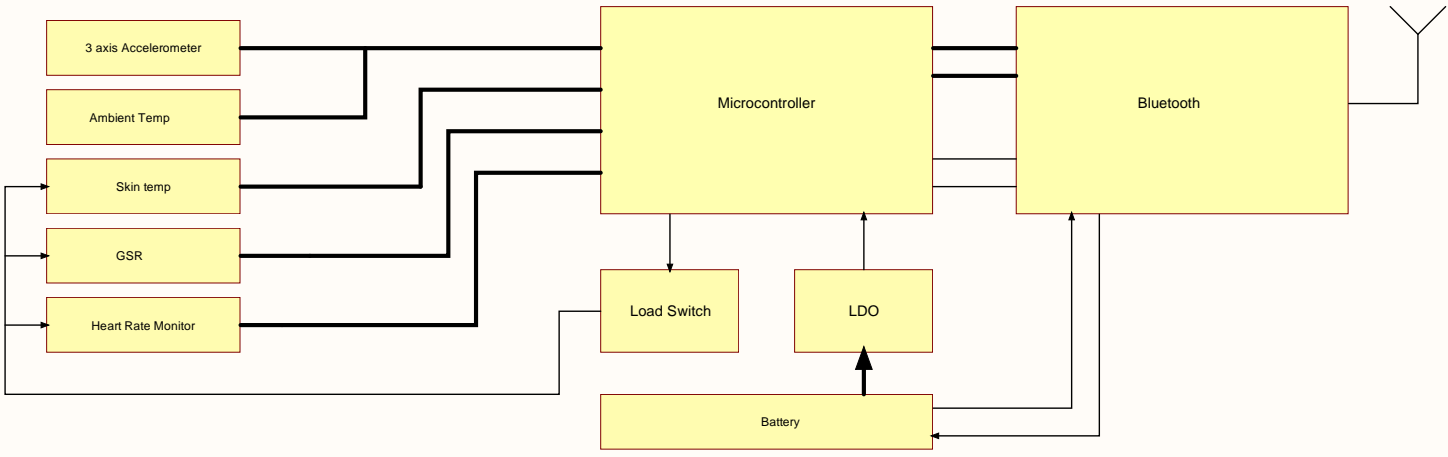 3 axis Accelerometer
Ambient Temp
Skin temp
GSR
Heart Rate Monitor
Microcontroller
Bluetooth
Load Switch
LDO
Battery